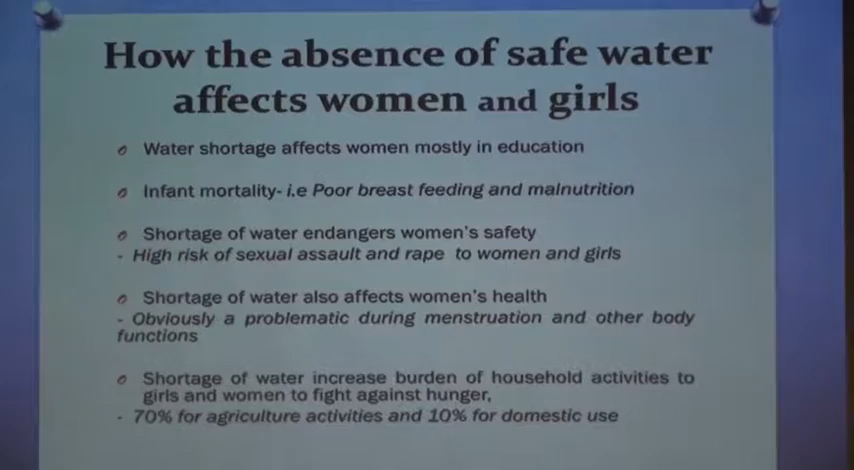 How the absence of safe water
affects women and girls
Water shortage affects women mostly in education
Infant mortality- i.e Poor breast feeding and malnutrition
Shortage of water endangers women's safety
- High risk of sexual assault and rape to women and girls
Shortage of water also affects women's health
- Obviously a problematic during menstruation and other body
functions
Shortage of water increase burden of household activities to
girls and women to fight against hunger,
- 70% for agriculture activities and 10% for domestic use